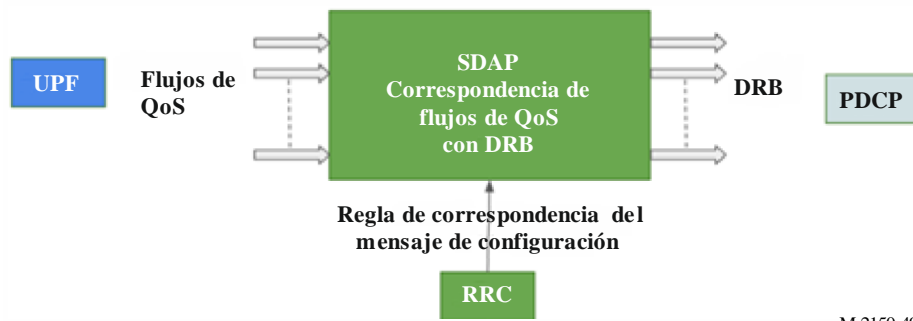 UPF
Flujos de
QoS
SDAP
Correspondencia de
flujos de QoS
con DRB
DRB
PDCP
Regla de correspondencia del
mensaje de configuración
RRC